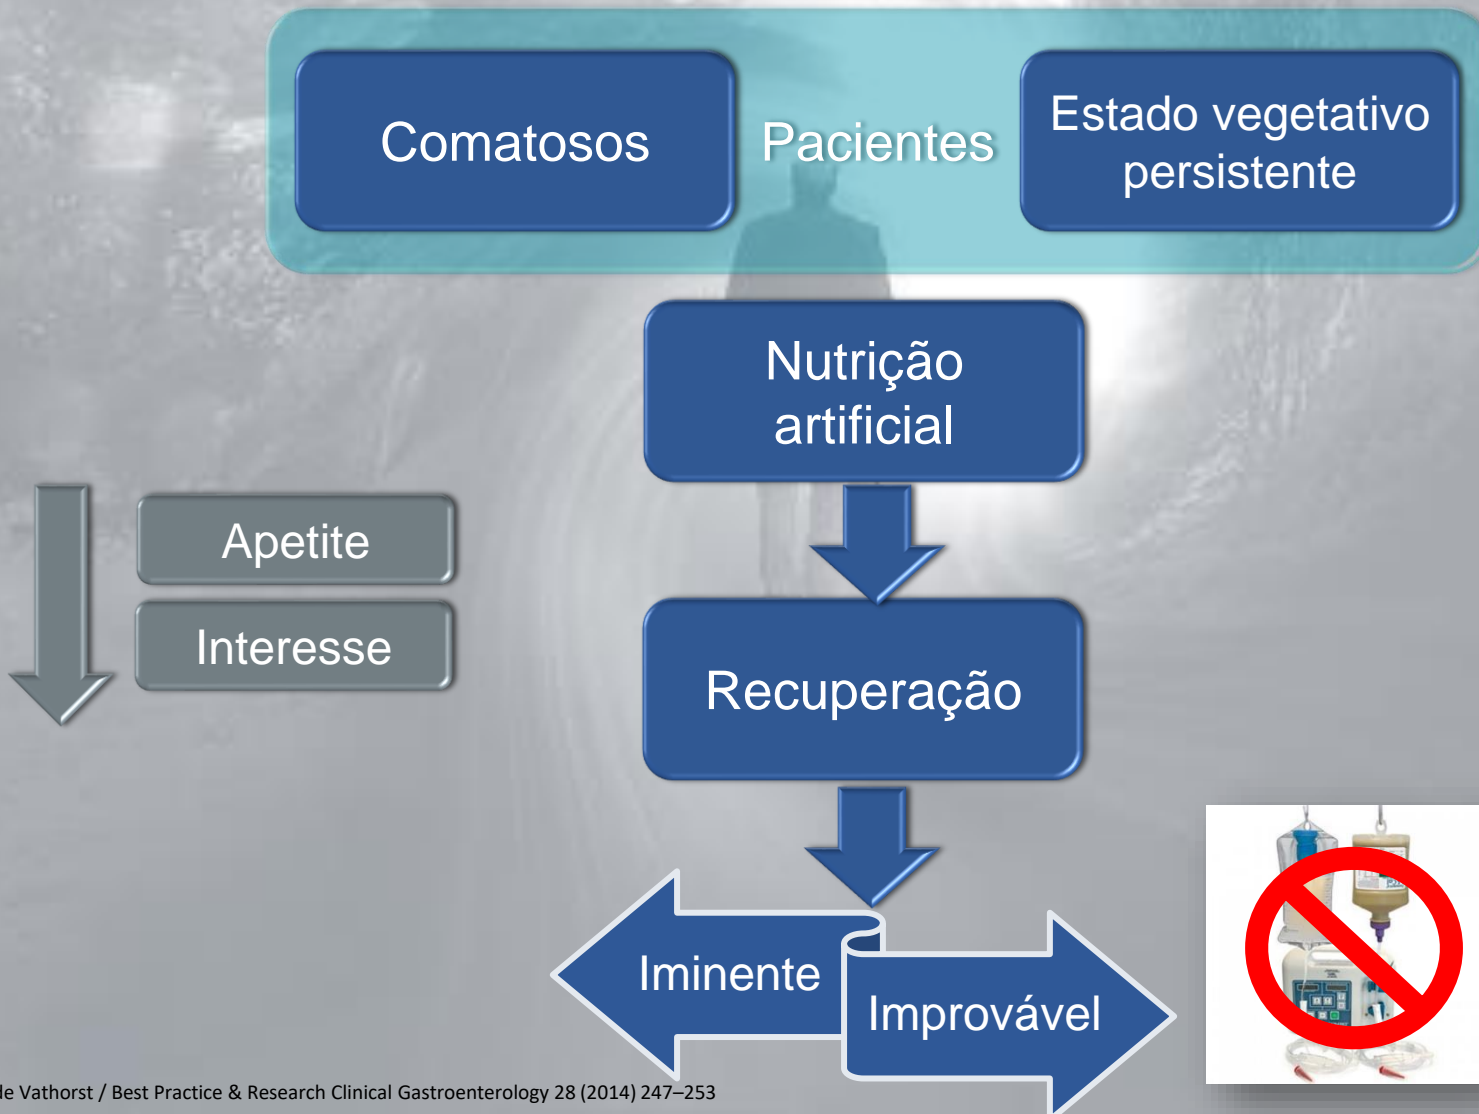 Comatosos
Pacientes
Estado vegetativo
persistente
Nutrição
artificial
Apetite
Interesse
Recuperação
Iminente
Improvável
de Vathorst / Best Practice & Research Clinical Gastroenterology 28 (2014) 247–253